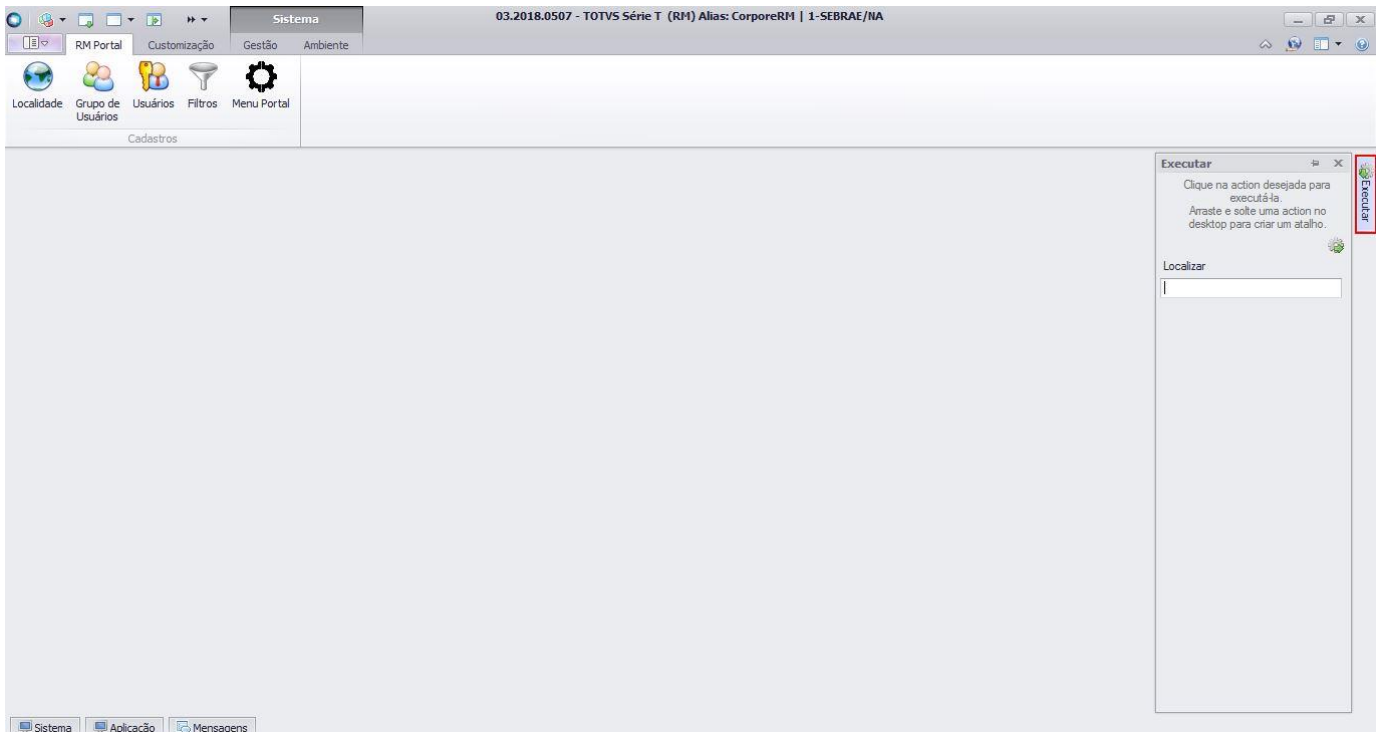 Sistema
03.2018.0507 - TOTVS Série T (RM) Alias: CorporeRM | 1-SEBRAE/NA
RM Portal
Customização
Gestão
Ambiente
Localidade
Grupo de
Usuários
Usuários
Filtros
Menu Portal
Cadastros
Executar
Clique na action desejada para
executá-la.
Arraste e solte uma action no
desktop para criar um atalho.
Localizar
Executar
Sistema
Aplicação
Mensagens